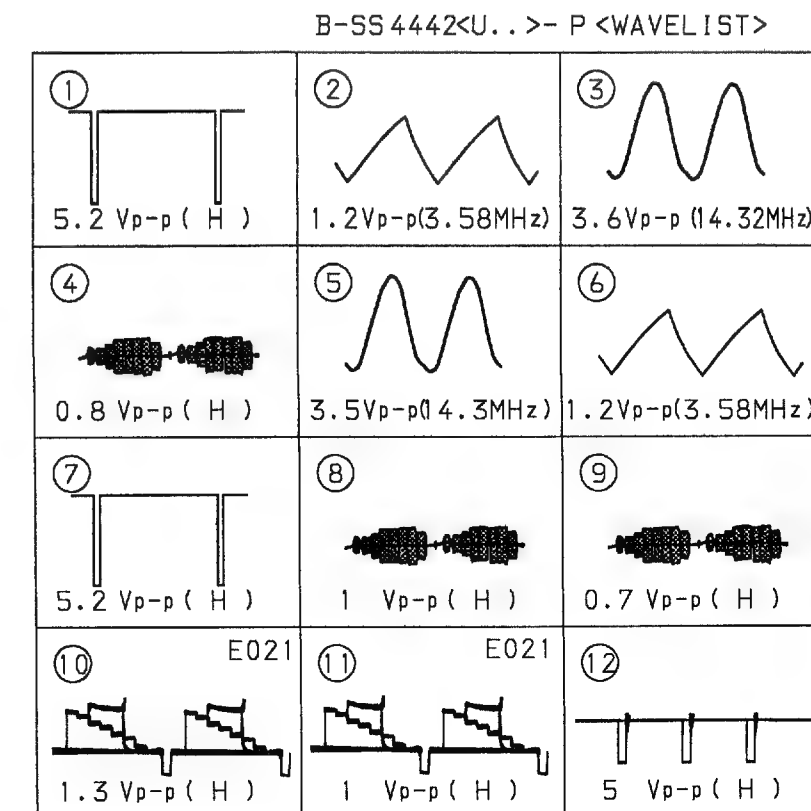 B-SS4442<U..>- P <WAVELIST>
1 2 3
5.2 Vp-p ( H ) 1.2Vp-p(3.58MHz) 3.6Vp-p (14.32MHz)
4 5 6
0.8 Vp-p ( H ) 3.5Vp-p(14.3MHz) 1.2Vp-p(3.58MHz)
7 8 9
5.2 Vp-p ( H ) 1 Vp-p ( H ) 0.7 Vp-p ( H )
10 E021 11 E021 12
1.3 Vp-p ( H ) 1 Vp-p ( H ) 5 Vp-p ( H )